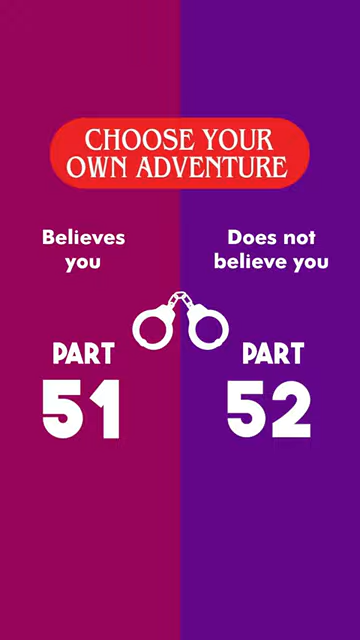 CHOOSE YOUR
OWN ADVENTURE
Believes
you
Does not
believe you
PART
51
PART
52